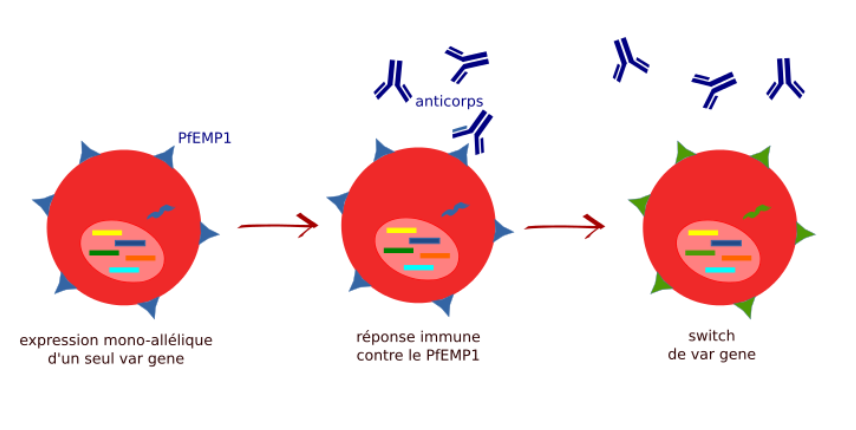 PfEMP1
anticorps
expression mono-allélique
d'un seul var gene
réponse immune
contre le PfEMP1
switch
de var gene